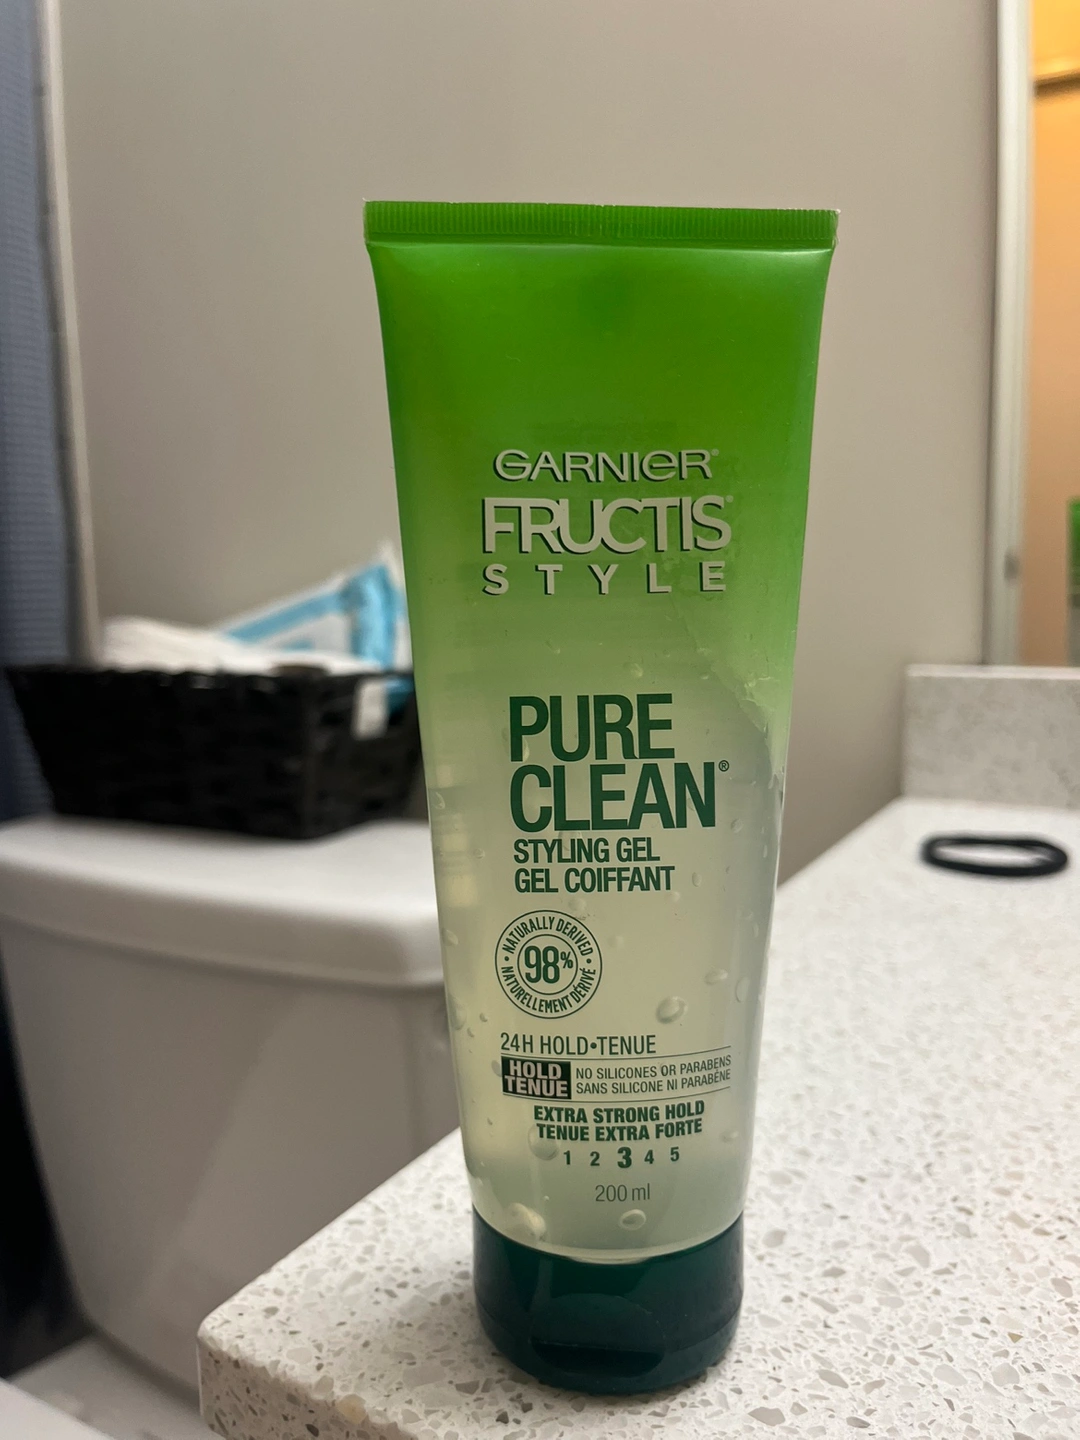 GARNIER
FRUCTIS®
STYLE
PURE
CLEAN®
STYLING GEL
GEL COIFFANT
• NATURALLY DERIVED •
98%
NATURELLEMENT DÉRIVÉ
24H HOLD•TENUE
HOLD
TENUE
NO SILICONES OR PARABENS
SANS SILICONE NI PARABÈNE
EXTRA STRONG HOLD
TENUE EXTRA FORTE
1 2 3 4 5
200 ml